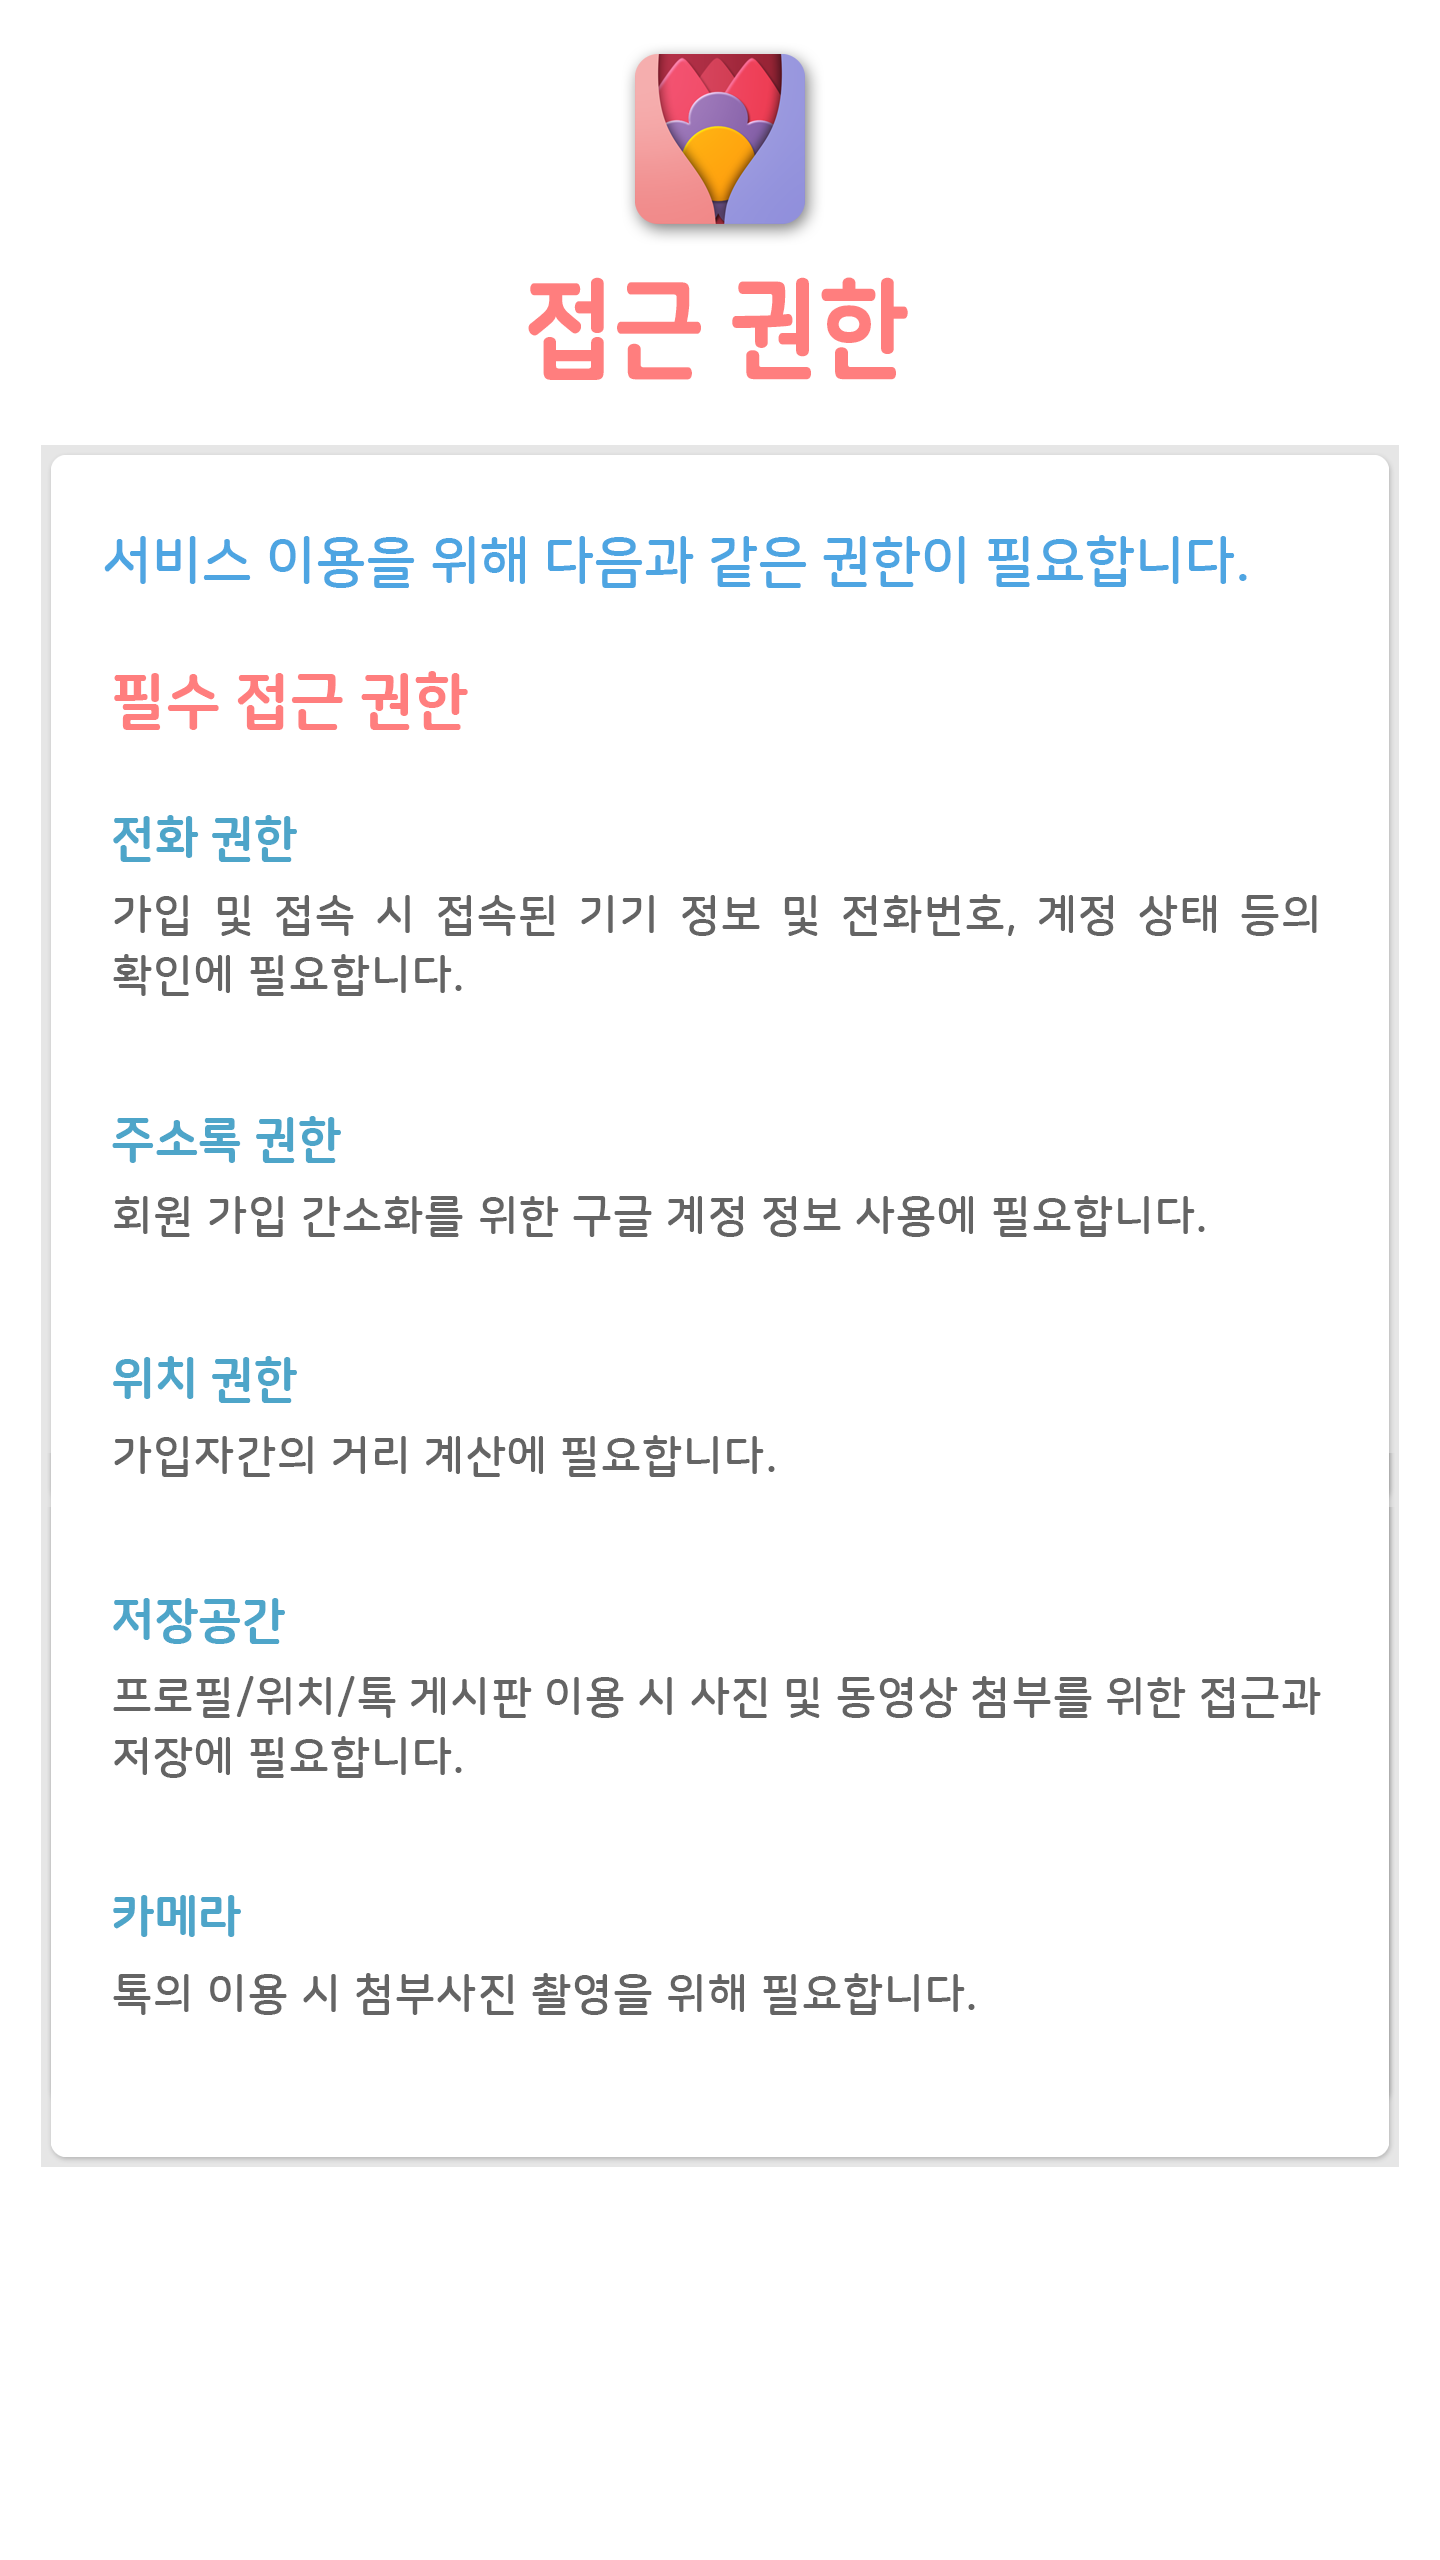 접근 권한
서비스 이용을 위해 다음과 같은 권한이 필요합니다.
필수 접근 권한
전화 권한
가입 및 접속 시 접속된 기기 정보 및 전화번호, 계정 상태 등의
확인에 필요합니다.
주소록 권한
회원 가입 간소화를 위한 구글 계정 정보 사용에 필요합니다.
위치 권한
가입자간의 거리 계산에 필요합니다.
저장공간
프로필/위치/톡 게시판 이용 시 사진 및 동영상 첨부를 위한 접근과
저장에 필요합니다.
카메라
톡의 이용 시 첨부사진 촬영을 위해 필요합니다.